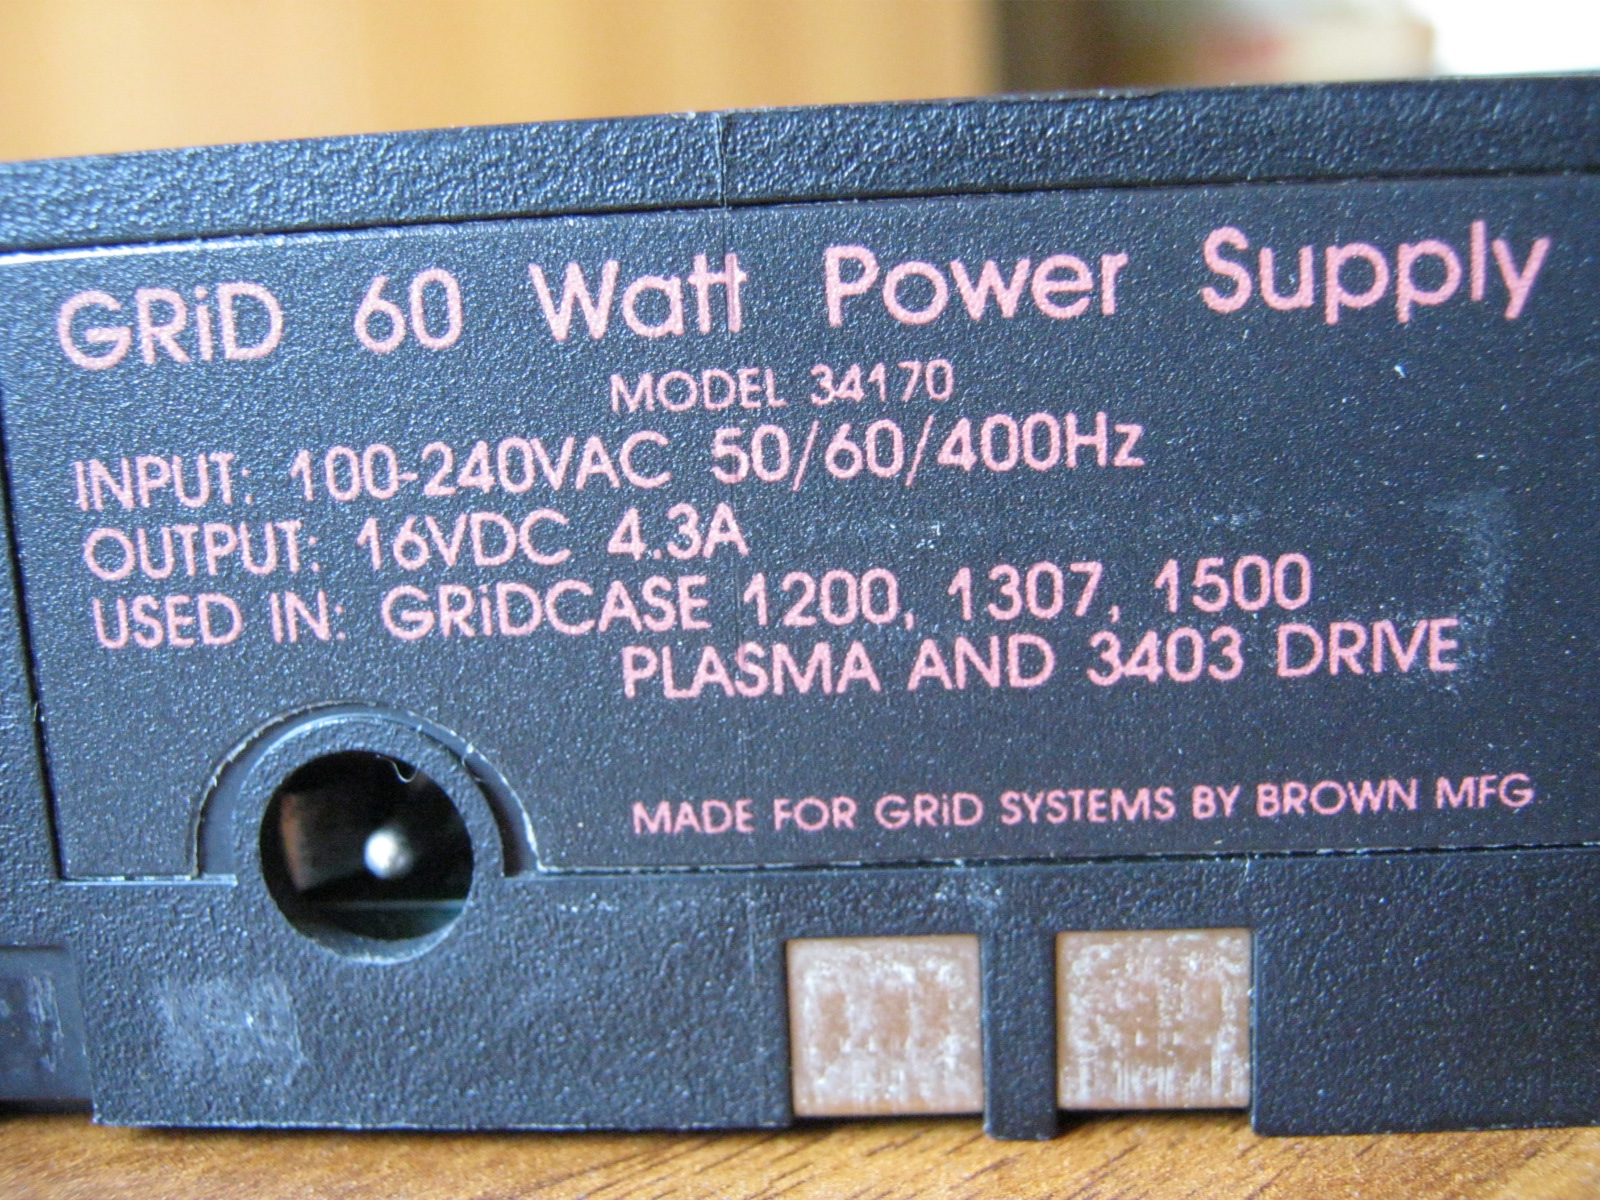 GRiD 60 Watt Power Supply
MODEL 34170
INPUT: 100-240VAC 50/60/400Hz
OUTPUT: 16VDC 4.3A
USED IN: GRiDCASE 1200, 1307, 1500
PLASMA AND 3403 DRIVE
MADE FOR GRiD SYSTEMS BY BROWN MFG